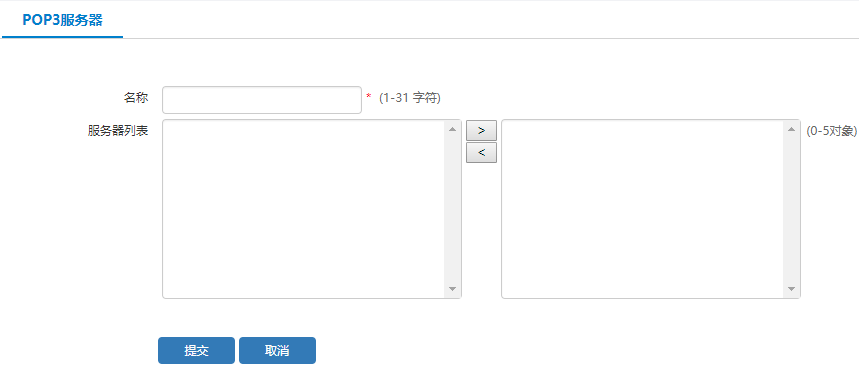 POP3服务器
名称 * (1-31 字符)
服务器列表 > (0-5对象)
<
提交 取消